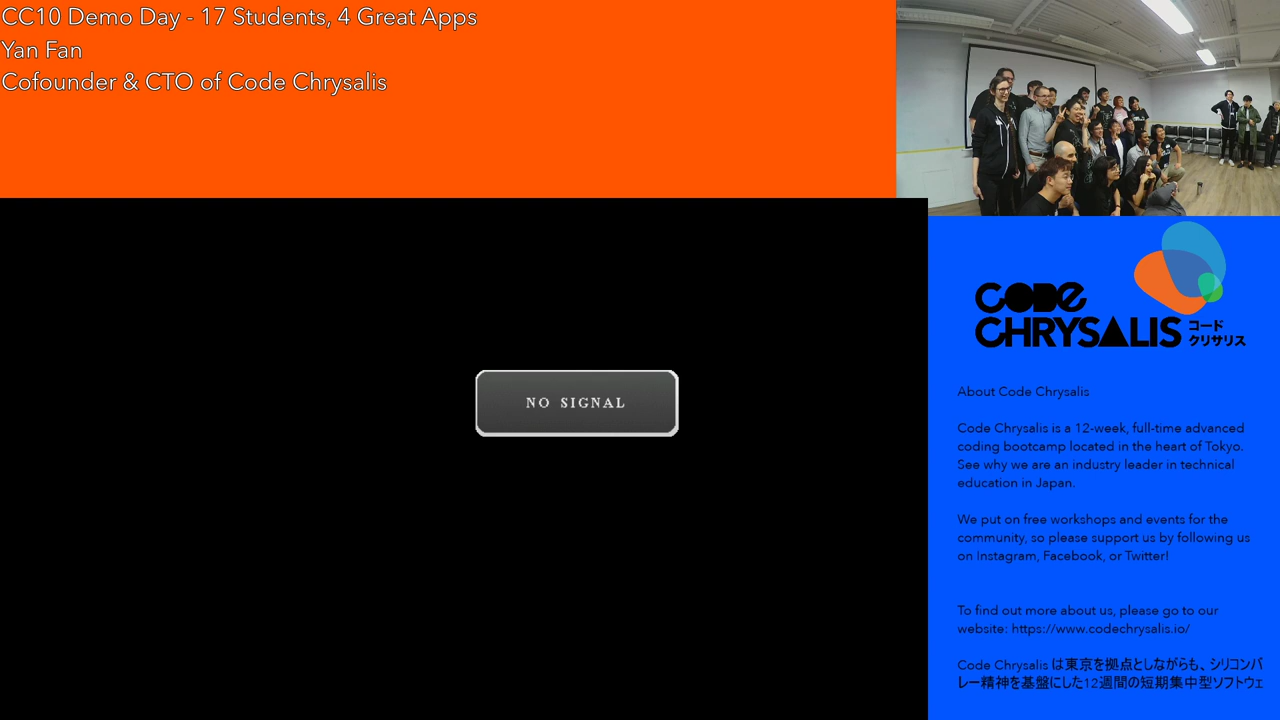 CC10 Demo Day - 17 Students, 4 Great Apps
Yan Fan
Cofounder & CTO of Code Chrysalis
NO SIGNAL
CODE
CHRYSALIS
コード
クリサリス
About Code Chrysalis
Code Chrysalis is a 12-week, full-time advanced
coding bootcamp located in the heart of Tokyo.
See why we are an industry leader in technical
education in Japan.
We put on free workshops and events for the
community, so please support us by following us
on Instagram, Facebook, or Twitter!
To find out more about us, please go to our
website: https://www.codechrysalis.io/
Code Chrysalis は東京を拠点としながらも、シリコンバ
レー精神を基盤にした12週間の短期集中型ソフトウェ